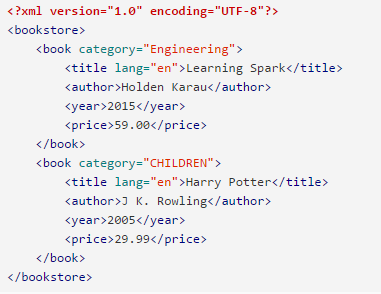 <?xml version="1.0" encoding="UTF-8"?>
<bookstore>
    <book category="Engineering">
        <title lang="en">Learning Spark</title>
        <author>Holden Karau</author>
        <year>2015</year>
        <price>59.00</price>
    </book>
    <book category="CHILDREN">
        <title lang="en">Harry Potter</title>
        <author>J K. Rowling</author>
        <year>2005</year>
        <price>29.99</price>
    </book>
</bookstore>